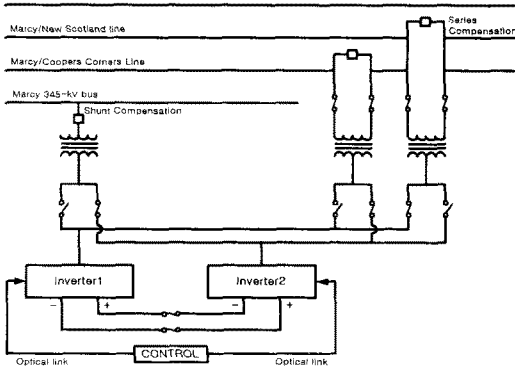 Marcy/New Scotland line
Series
Compensation
Marcy/Coopers Corners Line
Marcy 345-kV bus
Shunt Compensation
Inverter1
Inverter2
− +
− +
CONTROL
Optical link
Optical link